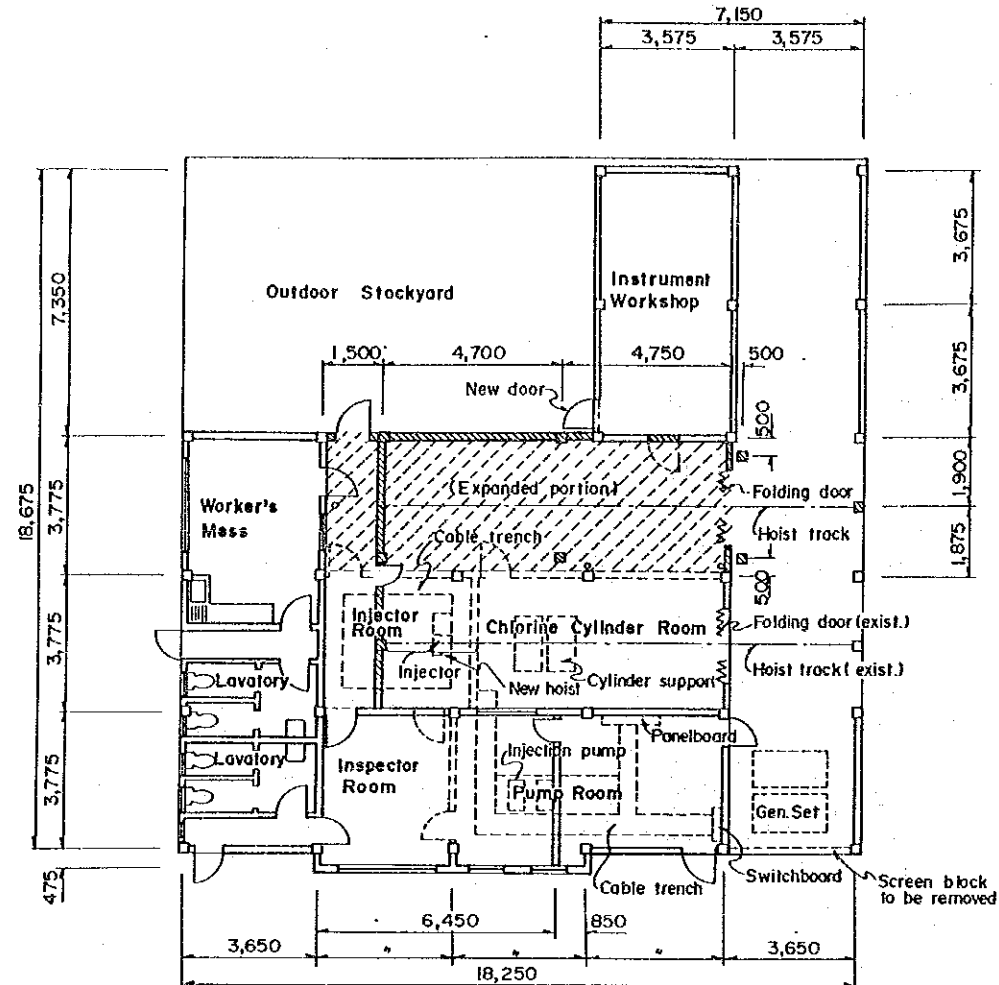 7,150
3,575
3,575
3,675
3,675
18,675
7,350
Outdoor Stockyard
Instrument
Workshop
1,500
4,700
4,750
500
New door
500
1,900
Worker's
Mess
(Expanded portion)
Folding door
Hoist track
3,775
Cable trench
1,875
500
Injector
Room
Chlorine Cylinder Room
Folding door (exist.)
3,775
Injector
New hoist
Cylinder support
Hoist track (exist.)
Lavatory
Panelboard
Inspector
Room
Injection pump
Pump Room
3,775
Lavatory
Gen. Set
475
Cable trench
Switchboard
Screen block
to be removed
6,450
850
3,650
"
"
"
3,650
18,250